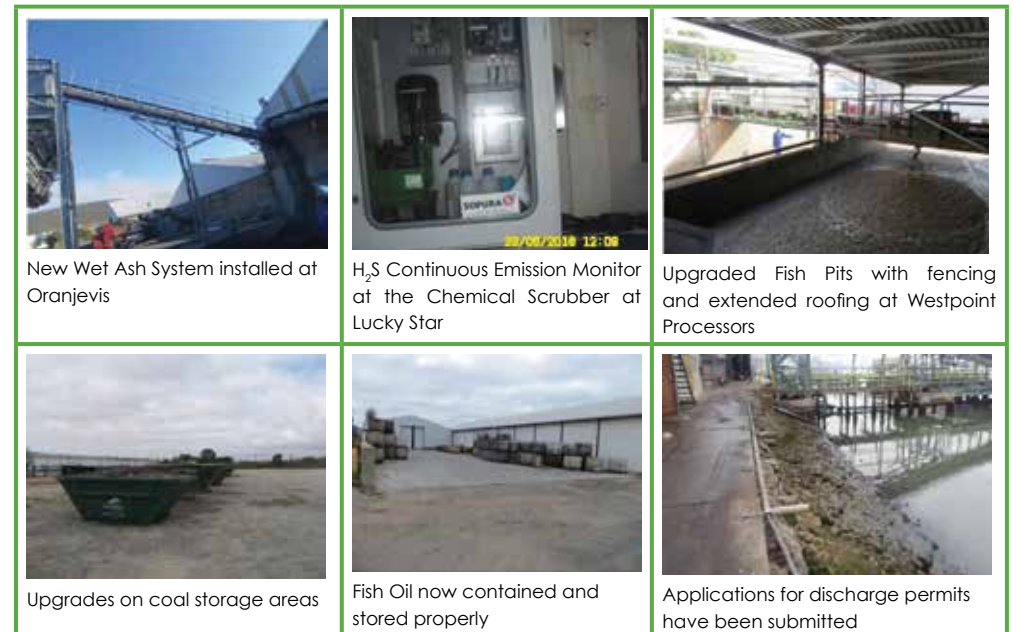 SOPURA
29/06/2016 12:09
New Wet Ash System installed at
Oranjevis
H₂S Continuous Emission Monitor
at the Chemical Scrubber at
Lucky Star
Upgraded Fish Pits with fencing
and extended roofing at Westpoint
Processors
Upgrades on coal storage areas
Fish Oil now contained and
stored properly
Applications for discharge permits
have been submitted